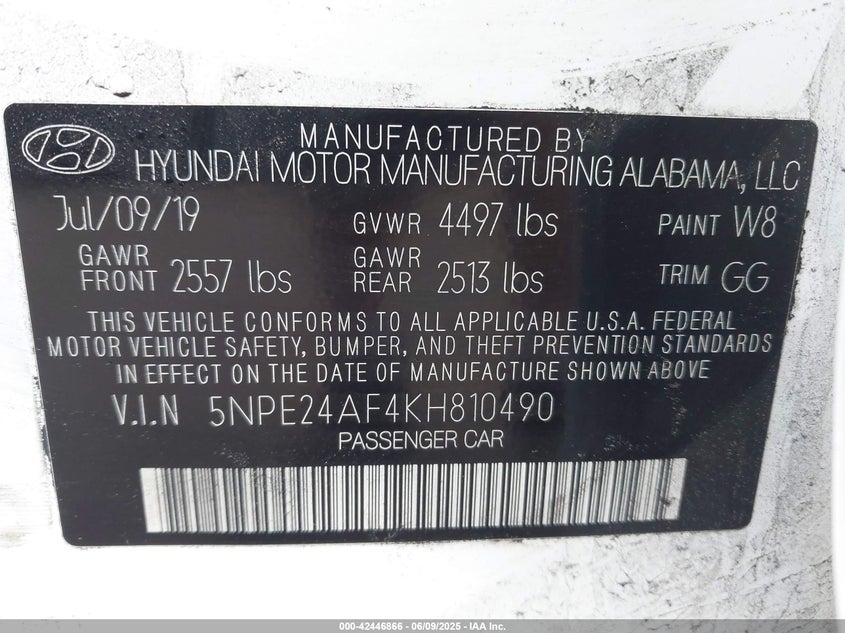 MANUFACTURED BY
HYUNDAI MOTOR MANUFACTURING ALABAMA, LLC
Jul/09/19 GVWR 4497 lbs PAINT W8
GAWR FRONT 2557 lbs GAWR REAR 2513 lbs TRIM GG
THIS VEHICLE CONFORMS TO ALL APPLICABLE U.S.A. FEDERAL
MOTOR VEHICLE SAFETY, BUMPER, AND THEFT PREVENTION STANDARDS
IN EFFECT ON THE DATE OF MANUFACTURE SHOWN ABOVE
V.I.N 5NPE24AF4KH810490
PASSENGER CAR
000-42446866 - 06/09/2025 - IAA Inc.